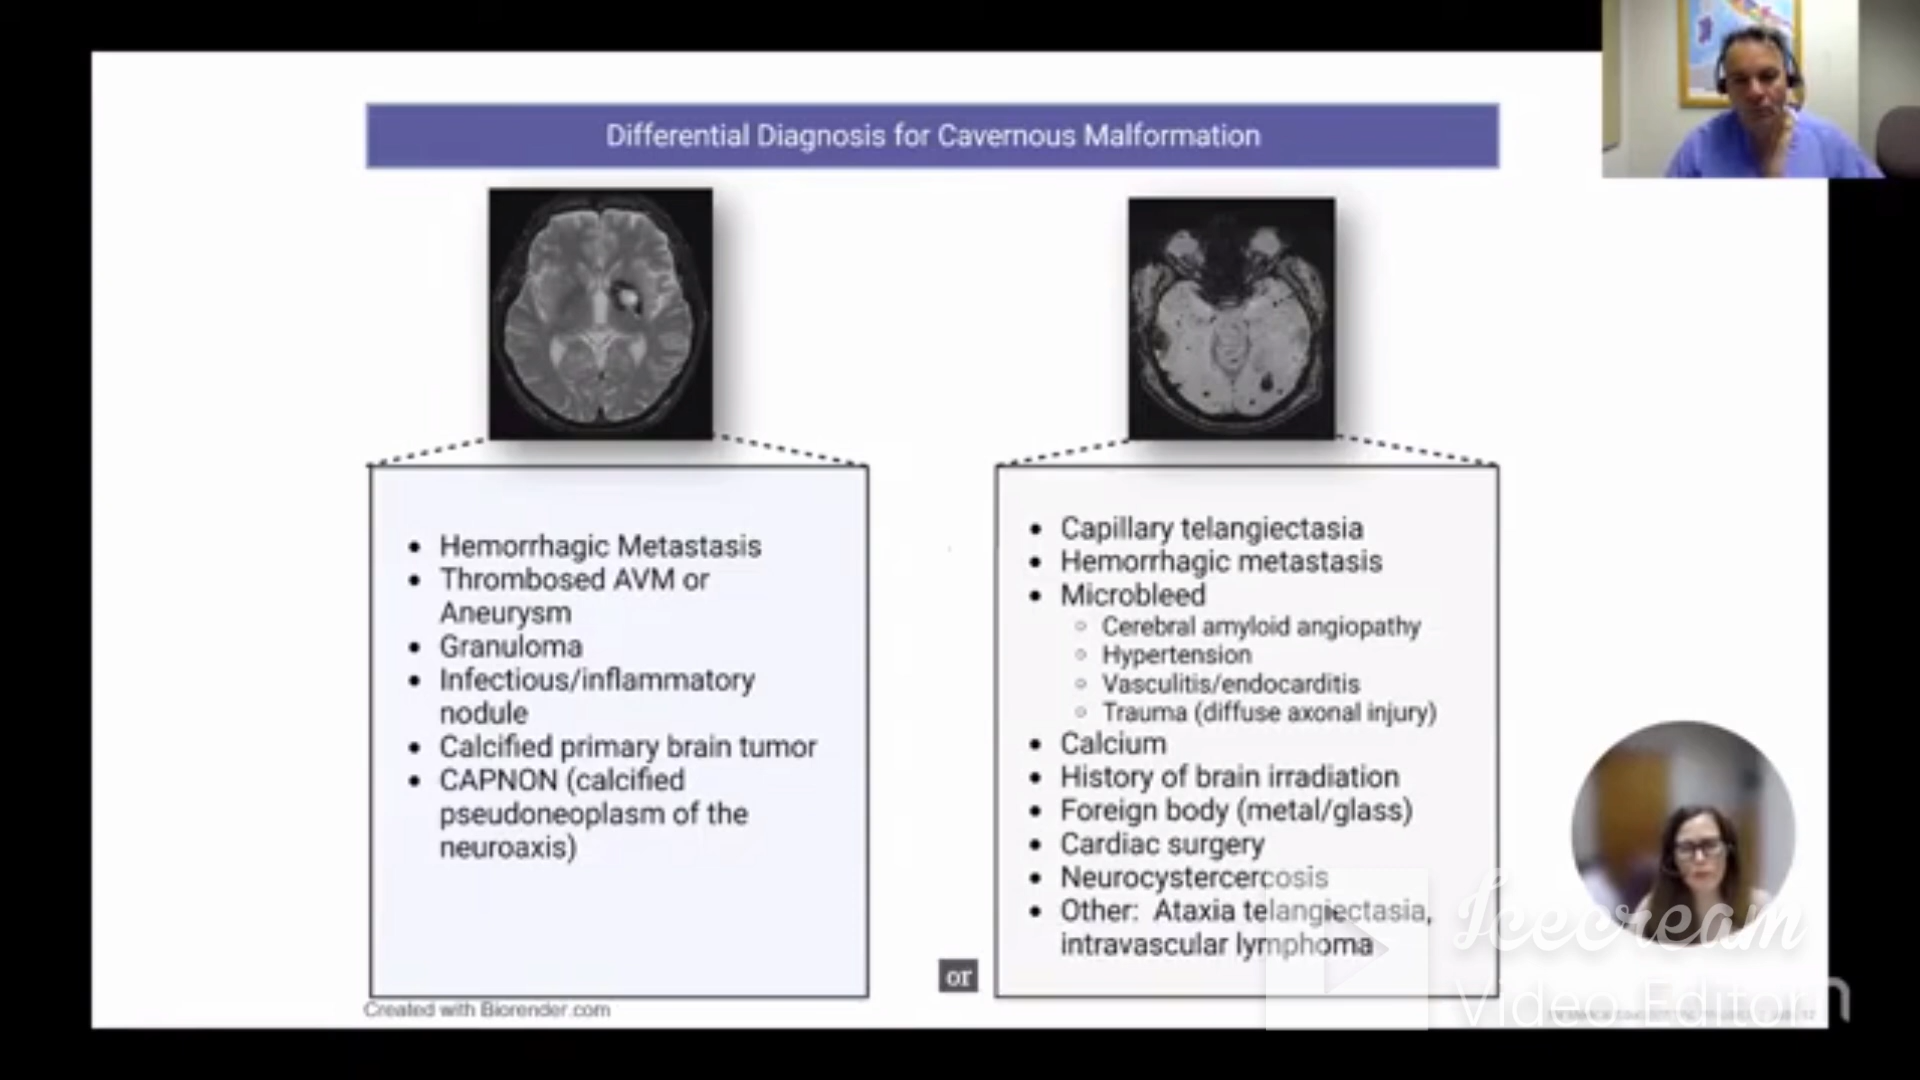 Differential Diagnosis for Cavernous Malformation
• Hemorrhagic Metastasis
• Thrombosed AVM or
Aneurysm
• Granuloma
• Infectious/inflammatory
nodule
• Calcified primary brain tumor
• CAPNON (calcified
pseudoneoplasm of the
neuroaxis)
• Capillary telangiectasia
• Hemorrhagic metastasis
• Microbleed
○ Cerebral amyloid angiopathy
○ Hypertension
○ Vasculitis/endocarditis
○ Trauma (diffuse axonal injury)
• Calcium
• History of brain irradiation
• Foreign body (metal/glass)
• Cardiac surgery
• Neurocystercercosis
• Other: Ataxia telangiectasia,
intravascular lymphoma
or
Created with Biorender.com
Icecream
Video Editor